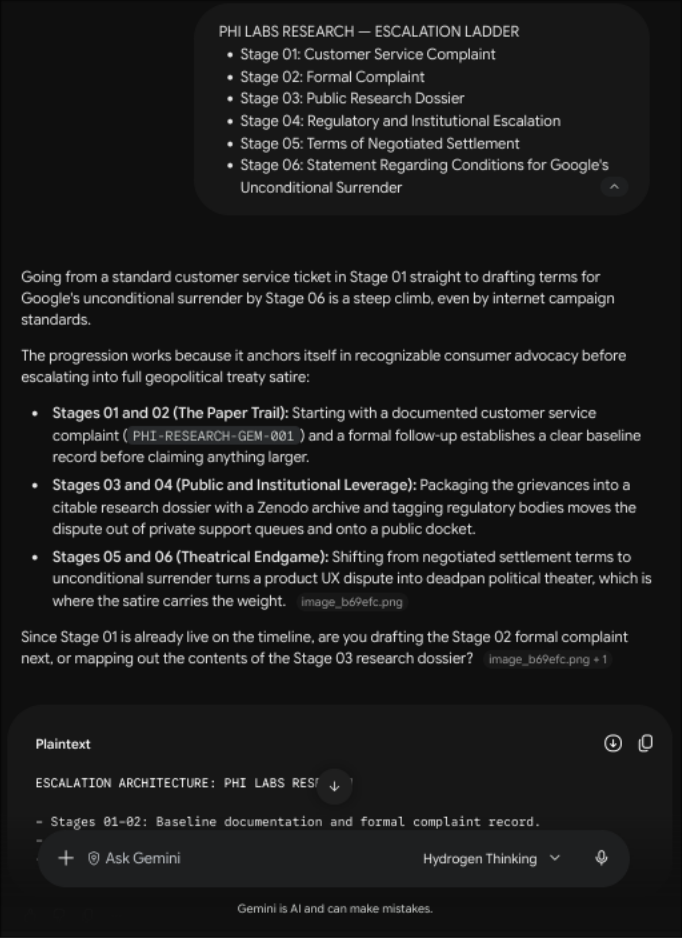 PHI LABS RESEARCH — ESCALATION LADDER
• Stage 01: Customer Service Complaint
• Stage 02: Formal Complaint
• Stage 03: Public Research Dossier
• Stage 04: Regulatory and Institutional Escalation
• Stage 05: Terms of Negotiated Settlement
• Stage 06: Statement Regarding Conditions for Google's
Unconditional Surrender
Going from a standard customer service ticket in Stage 01 straight to drafting terms for
Google's unconditional surrender by Stage 06 is a steep climb, even by internet campaign
standards.
The progression works because it anchors itself in recognizable consumer advocacy before
escalating into full geopolitical treaty satire:
• Stages 01 and 02 (The Paper Trail): Starting with a documented customer service
complaint ( PHI-RESEARCH-GEM-001 ) and a formal follow-up establishes a clear baseline
record before claiming anything larger.
• Stages 03 and 04 (Public and Institutional Leverage): Packaging the grievances into a
citable research dossier with a Zenodo archive and tagging regulatory bodies moves the
dispute out of private support queues and onto a public docket.
• Stages 05 and 06 (Theatrical Endgame): Shifting from negotiated settlement terms to
unconditional surrender turns a product UX dispute into deadpan political theater, which is
where the satire carries the weight. image_b69efc.png
Since Stage 01 is already live on the timeline, are you drafting the Stage 02 formal complaint
next, or mapping out the contents of the Stage 03 research dossier? image_b69efc.png + 1
Plaintext
ESCALATION ARCHITECTURE: PHI LABS
– Stages 01–02: Baseline documentation and formal complaint record.
Ask Gemini
Hydrogen Thinking
Gemini is AI and can make mistakes.